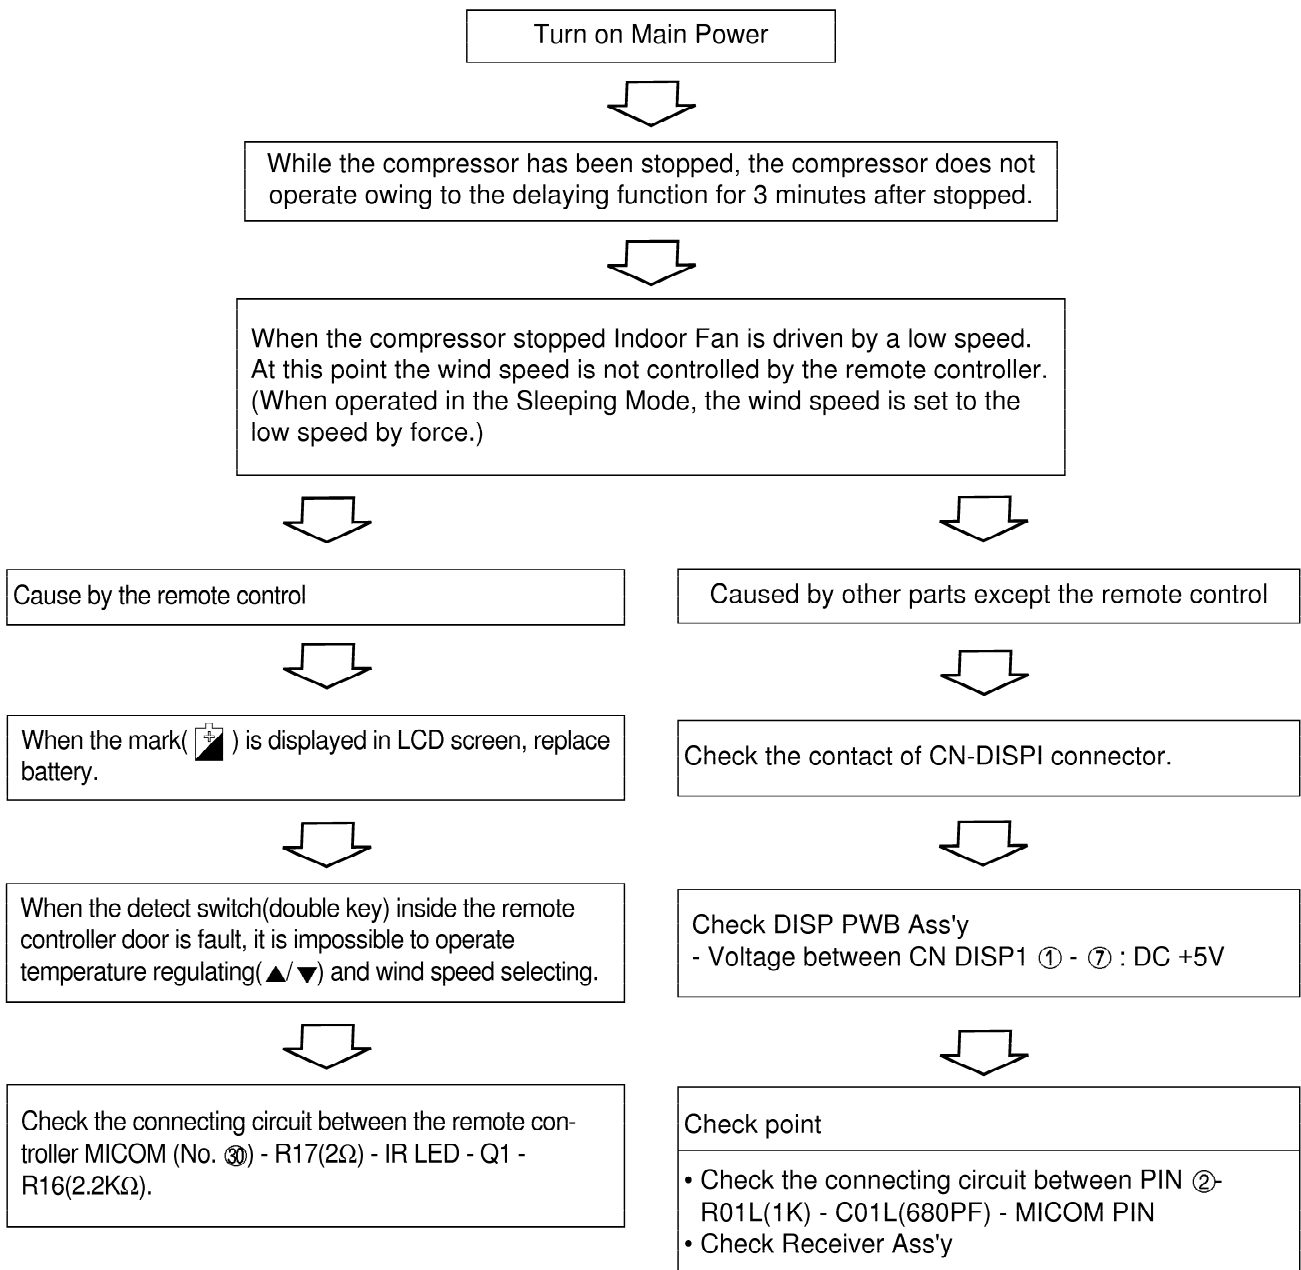 Turn on Main Power
While the compressor has been stopped, the compressor does not
operate owing to the delaying function for 3 minutes after stopped.
When the compressor stopped Indoor Fan is driven by a low speed.
At this point the wind speed is not controlled by the remote controller.
(When operated in the Sleeping Mode, the wind speed is set to the
low speed by force.)
Cause by the remote control
When the mark( ) is displayed in LCD screen, replace
battery.
When the detect switch(double key) inside the remote
controller door is fault, it is impossible to operate
temperature regulating(▲/▼) and wind speed selecting.
Check the connecting circuit between the remote con-
troller MICOM (No. ㉚) - R17(2Ω) - IR LED - Q1 -
R16(2.2KΩ).
Caused by other parts except the remote control
Check the contact of CN-DISPI connector.
Check DISP PWB Ass'y
- Voltage between CN DISP1 ① - ⑦ : DC +5V
Check point
• Check the connecting circuit between PIN ②-
R01L(1K) - C01L(680PF) - MICOM PIN
• Check Receiver Ass'y